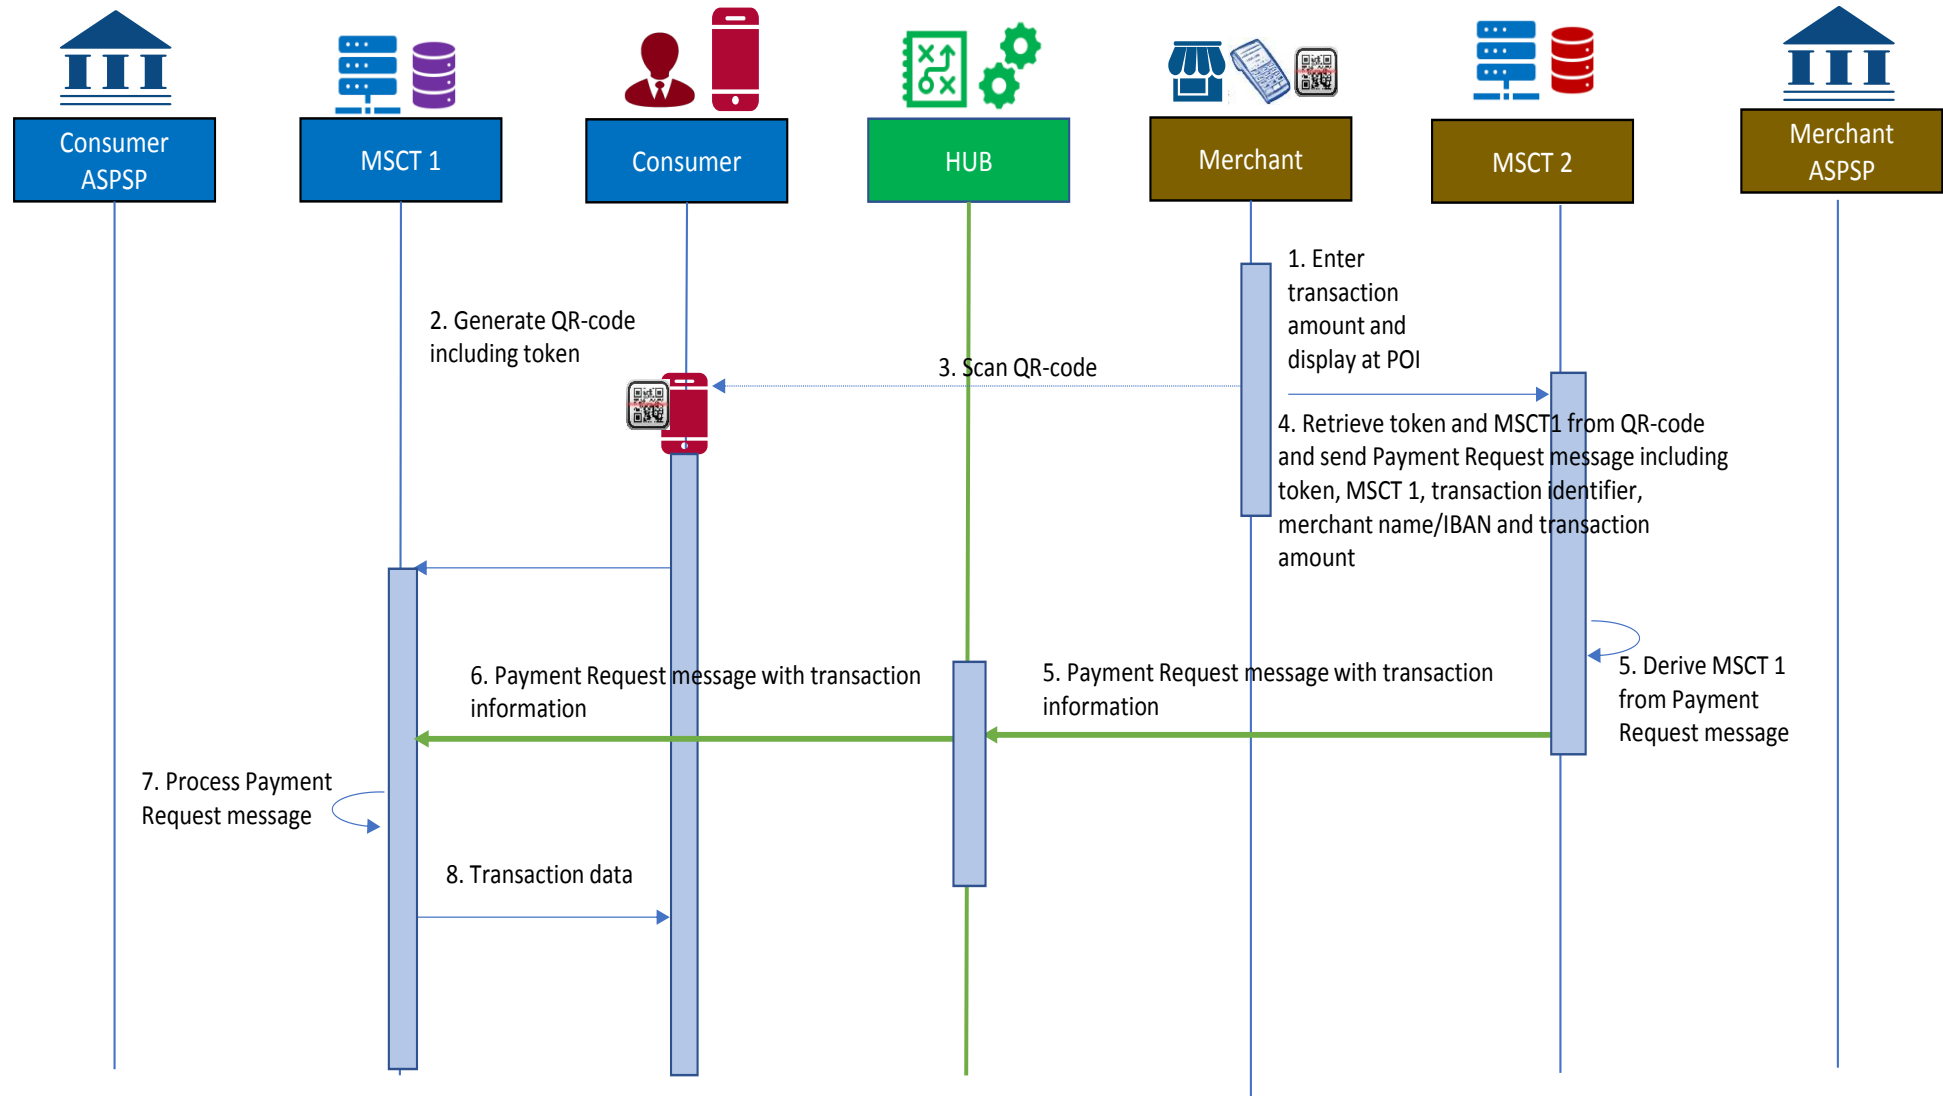 Consumer
ASPSP
MSCT 1
Consumer
HUB
Merchant
MSCT 2
Merchant
ASPSP
1. Enter
transaction
amount and
display at POI
2. Generate QR-code
including token
3. Scan QR-code
4. Retrieve token and MSCT1 from QR-code
and send Payment Request message including
token, MSCT 1, transaction identifier,
merchant name/IBAN and transaction
amount
5. Derive MSCT 1
from Payment
Request message
5. Payment Request message with transaction
information
6. Payment Request message with transaction
information
7. Process Payment
Request message
8. Transaction data